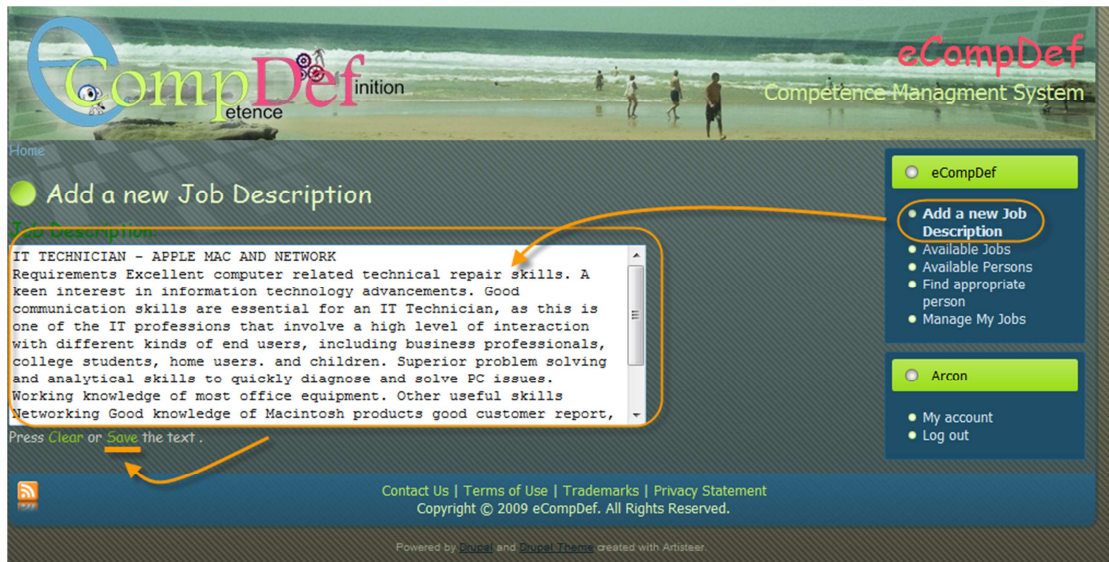 eCompDef
CompDefinition
etence
Competence Managment System
Home
Add a new Job Description
Job Description:
IT TECHNICIAN - APPLE MAC AND NETWORK
Requirements Excellent computer related technical repair skills. A
keen interest in information technology advancements. Good
communication skills are essential for an IT Technician, as this is
one of the IT professions that involve a high level of interaction
with different kinds of end users, including business professionals,
college students, home users. and children. Superior problem solving
and analytical skills to quickly diagnose and solve PC issues.
Working knowledge of most office equipment. Other useful skills
Networking Good knowledge of Macintosh products good customer report,
Press Clear or Save the text .
eCompDef
Add a new Job
Description
Available Jobs
Available Persons
Find appropriate
person
Manage My Jobs
Arcon
My account
Log out
Contact Us | Terms of Use | Trademarks | Privacy Statement
Copyright © 2009 eCompDef. All Rights Reserved.
Powered by Drupal and Drupal Theme created with Artisteer.